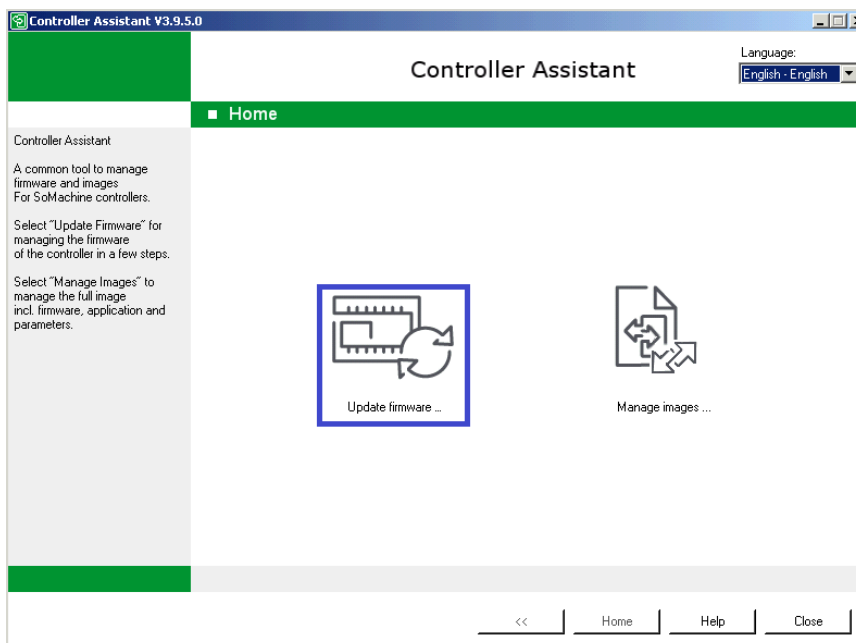 Controller Assistant V3.9.5.0
Controller Assistant
Language:
English - English
Home
Controller Assistant
A common tool to manage
firmware and images
For SoMachine controllers.
Select "Update Firmware" for
managing the firmware
of the controller in a few steps.
Select "Manage Images" to
manage the full image
incl. firmware, application and
parameters.
Update firmware ...
Manage images ...
<<
Home
Help
Close